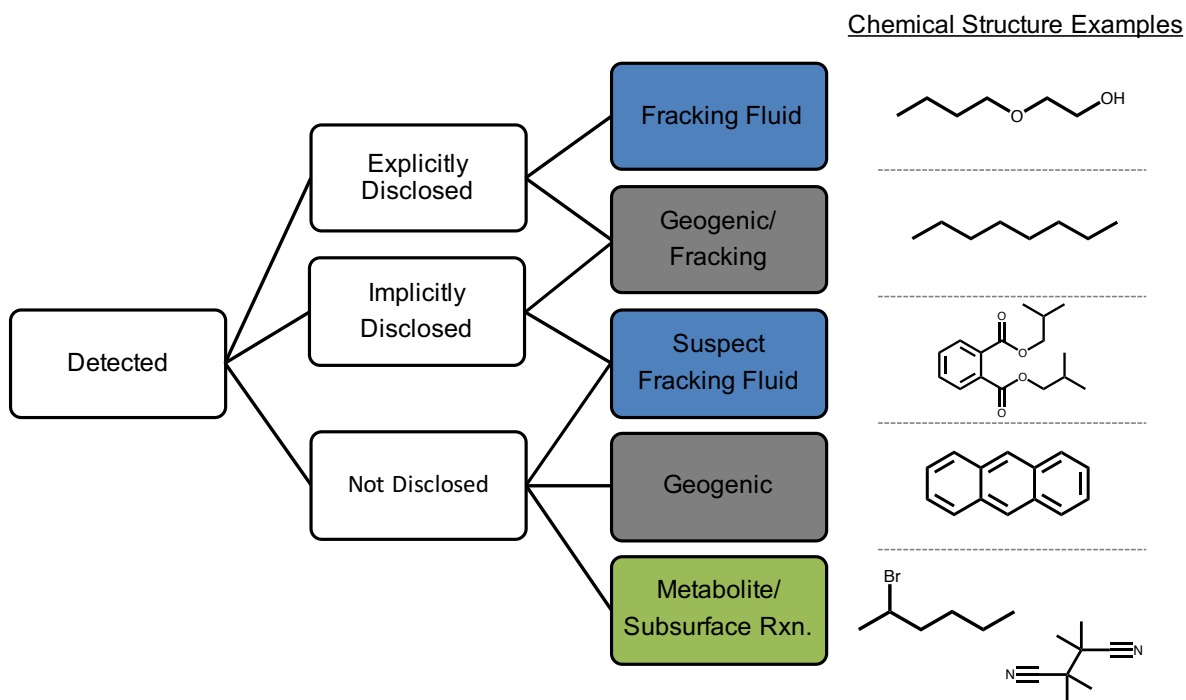 Chemical Structure Examples
Fracking Fluid
OH
O
Explicitly
Disclosed
Geogenic/
Fracking
Implicitly
Disclosed
Detected
Suspect
Fracking Fluid
O
O
O
O
Not Disclosed
Geogenic
Metabolite/
Subsurface Rxn.
Br
N
N